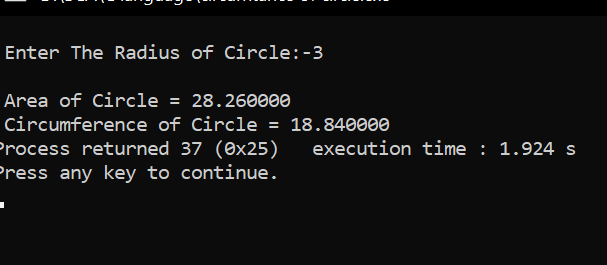 Enter The Radius of Circle:-3
Area of Circle = 28.260000
Circumference of Circle = 18.840000
Process returned 37 (0x25)   execution time : 1.924 s
Press any key to continue.